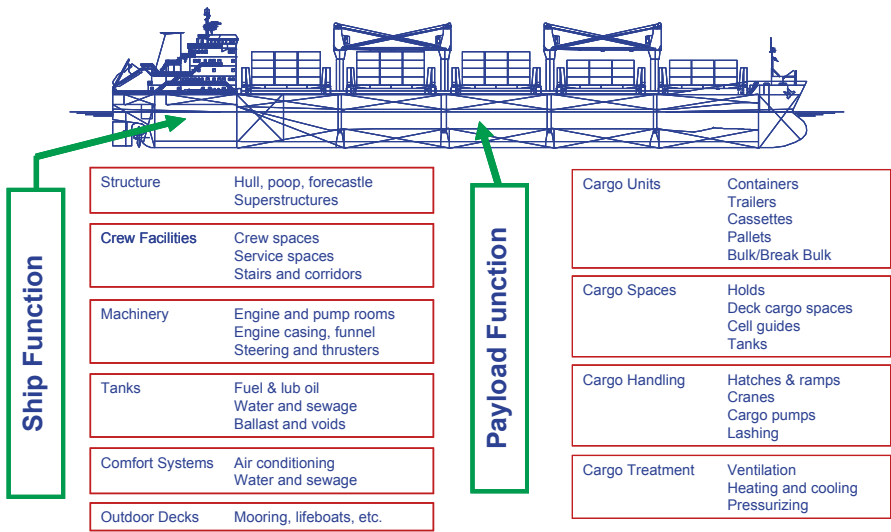 Ship Function
Structure Hull, poop, forecastle
Superstructures
Crew Facilities Crew spaces
Service spaces
Stairs and corridors
Machinery Engine and pump rooms
Engine casing, funnel
Steering and thrusters
Tanks Fuel & lub oil
Water and sewage
Ballast and voids
Comfort Systems Air conditioning
Water and sewage
Outdoor Decks Mooring, lifeboats, etc.
Payload Function
Cargo Units Containers
Trailers
Cassettes
Pallets
Bulk/Break Bulk
Cargo Spaces Holds
Deck cargo spaces
Cell guides
Tanks
Cargo Handling Hatches & ramps
Cranes
Cargo pumps
Lashing
Cargo Treatment Ventilation
Heating and cooling
Pressurizing